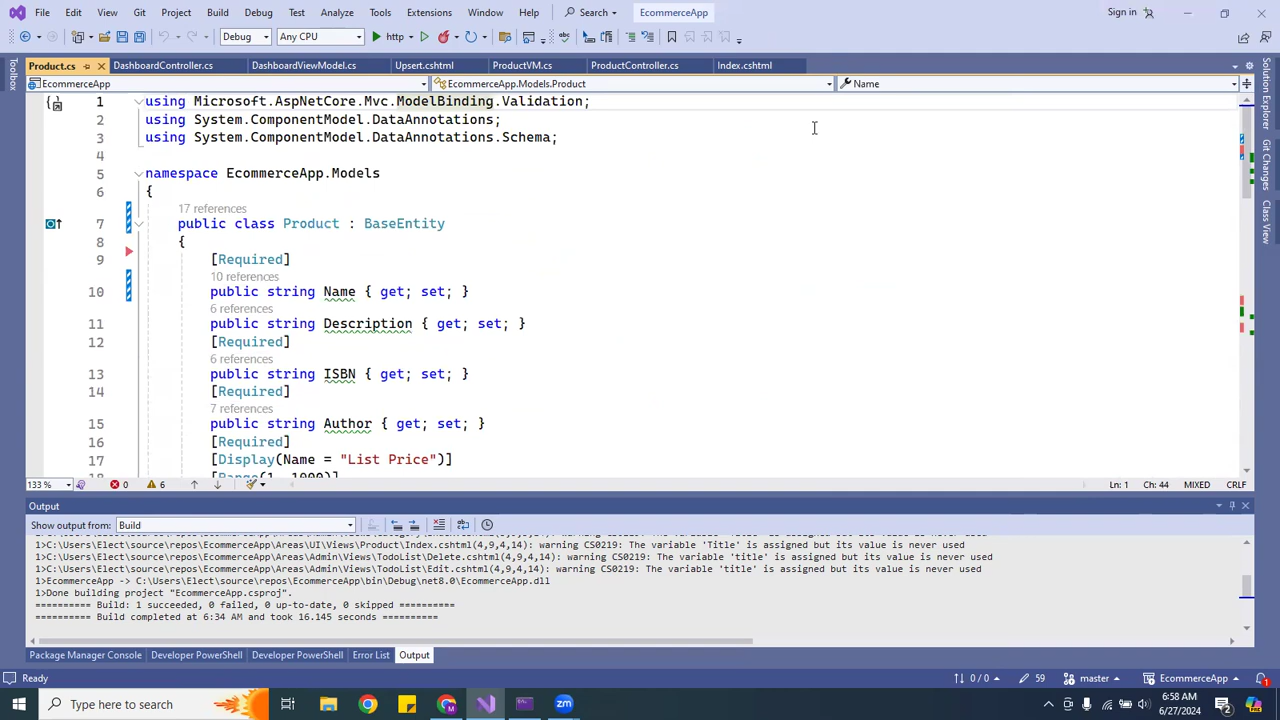 File Edit View Git Project Build Debug Test Analyze Tools Extensions Window Help Search EcommerceApp Sign in
Debug Any CPU http
Product.cs DashboardController.cs DashboardViewModel.cs Upsert.cshtml ProductVM.cs ProductController.cs Index.cshtml
EcommerceApp EcommerceApp.Models.Product Name
Toolbox
Solution Explorer
Git Changes
Class View
1 using Microsoft.AspNetCore.Mvc.ModelBinding.Validation;
2 using System.ComponentModel.DataAnnotations;
3 using System.ComponentModel.DataAnnotations.Schema;
4
5 namespace EcommerceApp.Models
6 {
17 references
7 public class Product : BaseEntity
8 {
9 [Required]
10 references
10 public string Name { get; set; }
6 references
11 public string Description { get; set; }
12 [Required]
6 references
13 public string ISBN { get; set; }
14 [Required]
7 references
15 public string Author { get; set; }
16 [Required]
17 [Display(Name = "List Price")]
18 [Range(1, 1000)]
133 % 0 6 Ln: 1 Ch: 44 MIXED CRLF
Output
Show output from: Build
1>C:\Users\Elect\source\repos\EcommerceApp\Areas\UI\Views\Product\Index.cshtml(4,9,4,14): warning CS0219: The variable 'Title' is assigned but its value is never used
1>C:\Users\Elect\source\repos\EcommerceApp\Areas\Admin\Views\TodoList\Delete.cshtml(4,9,4,14): warning CS0219: The variable 'title' is assigned but its value is never used
1>C:\Users\Elect\source\repos\EcommerceApp\Areas\Admin\Views\TodoList\Edit.cshtml(4,9,4,14): warning CS0219: The variable 'title' is assigned but its value is never used
1>EcommerceApp -> C:\Users\Elect\source\repos\EcommerceApp\bin\Debug\net8.0\EcommerceApp.dll
1>Done building project "EcommerceApp.csproj".
========== Build: 1 succeeded, 0 failed, 0 up-to-date, 0 skipped ==========
========== Build completed at 6:34 AM and took 16.145 seconds ==========
Package Manager Console Developer PowerShell Developer PowerShell Error List Output
Ready 0 / 0 59 master EcommerceApp 1
Type here to search 6:58 AM
6/27/2024 2